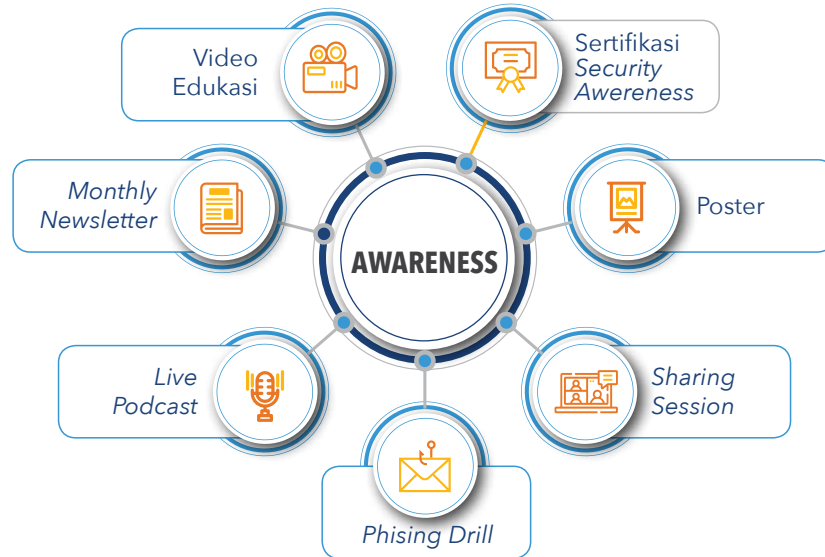 Video
Edukasi
Sertifikasi
Security
Awereness
Monthly
Newsletter
Poster
AWARENESS
Live
Podcast
Sharing
Session
Phising Drill